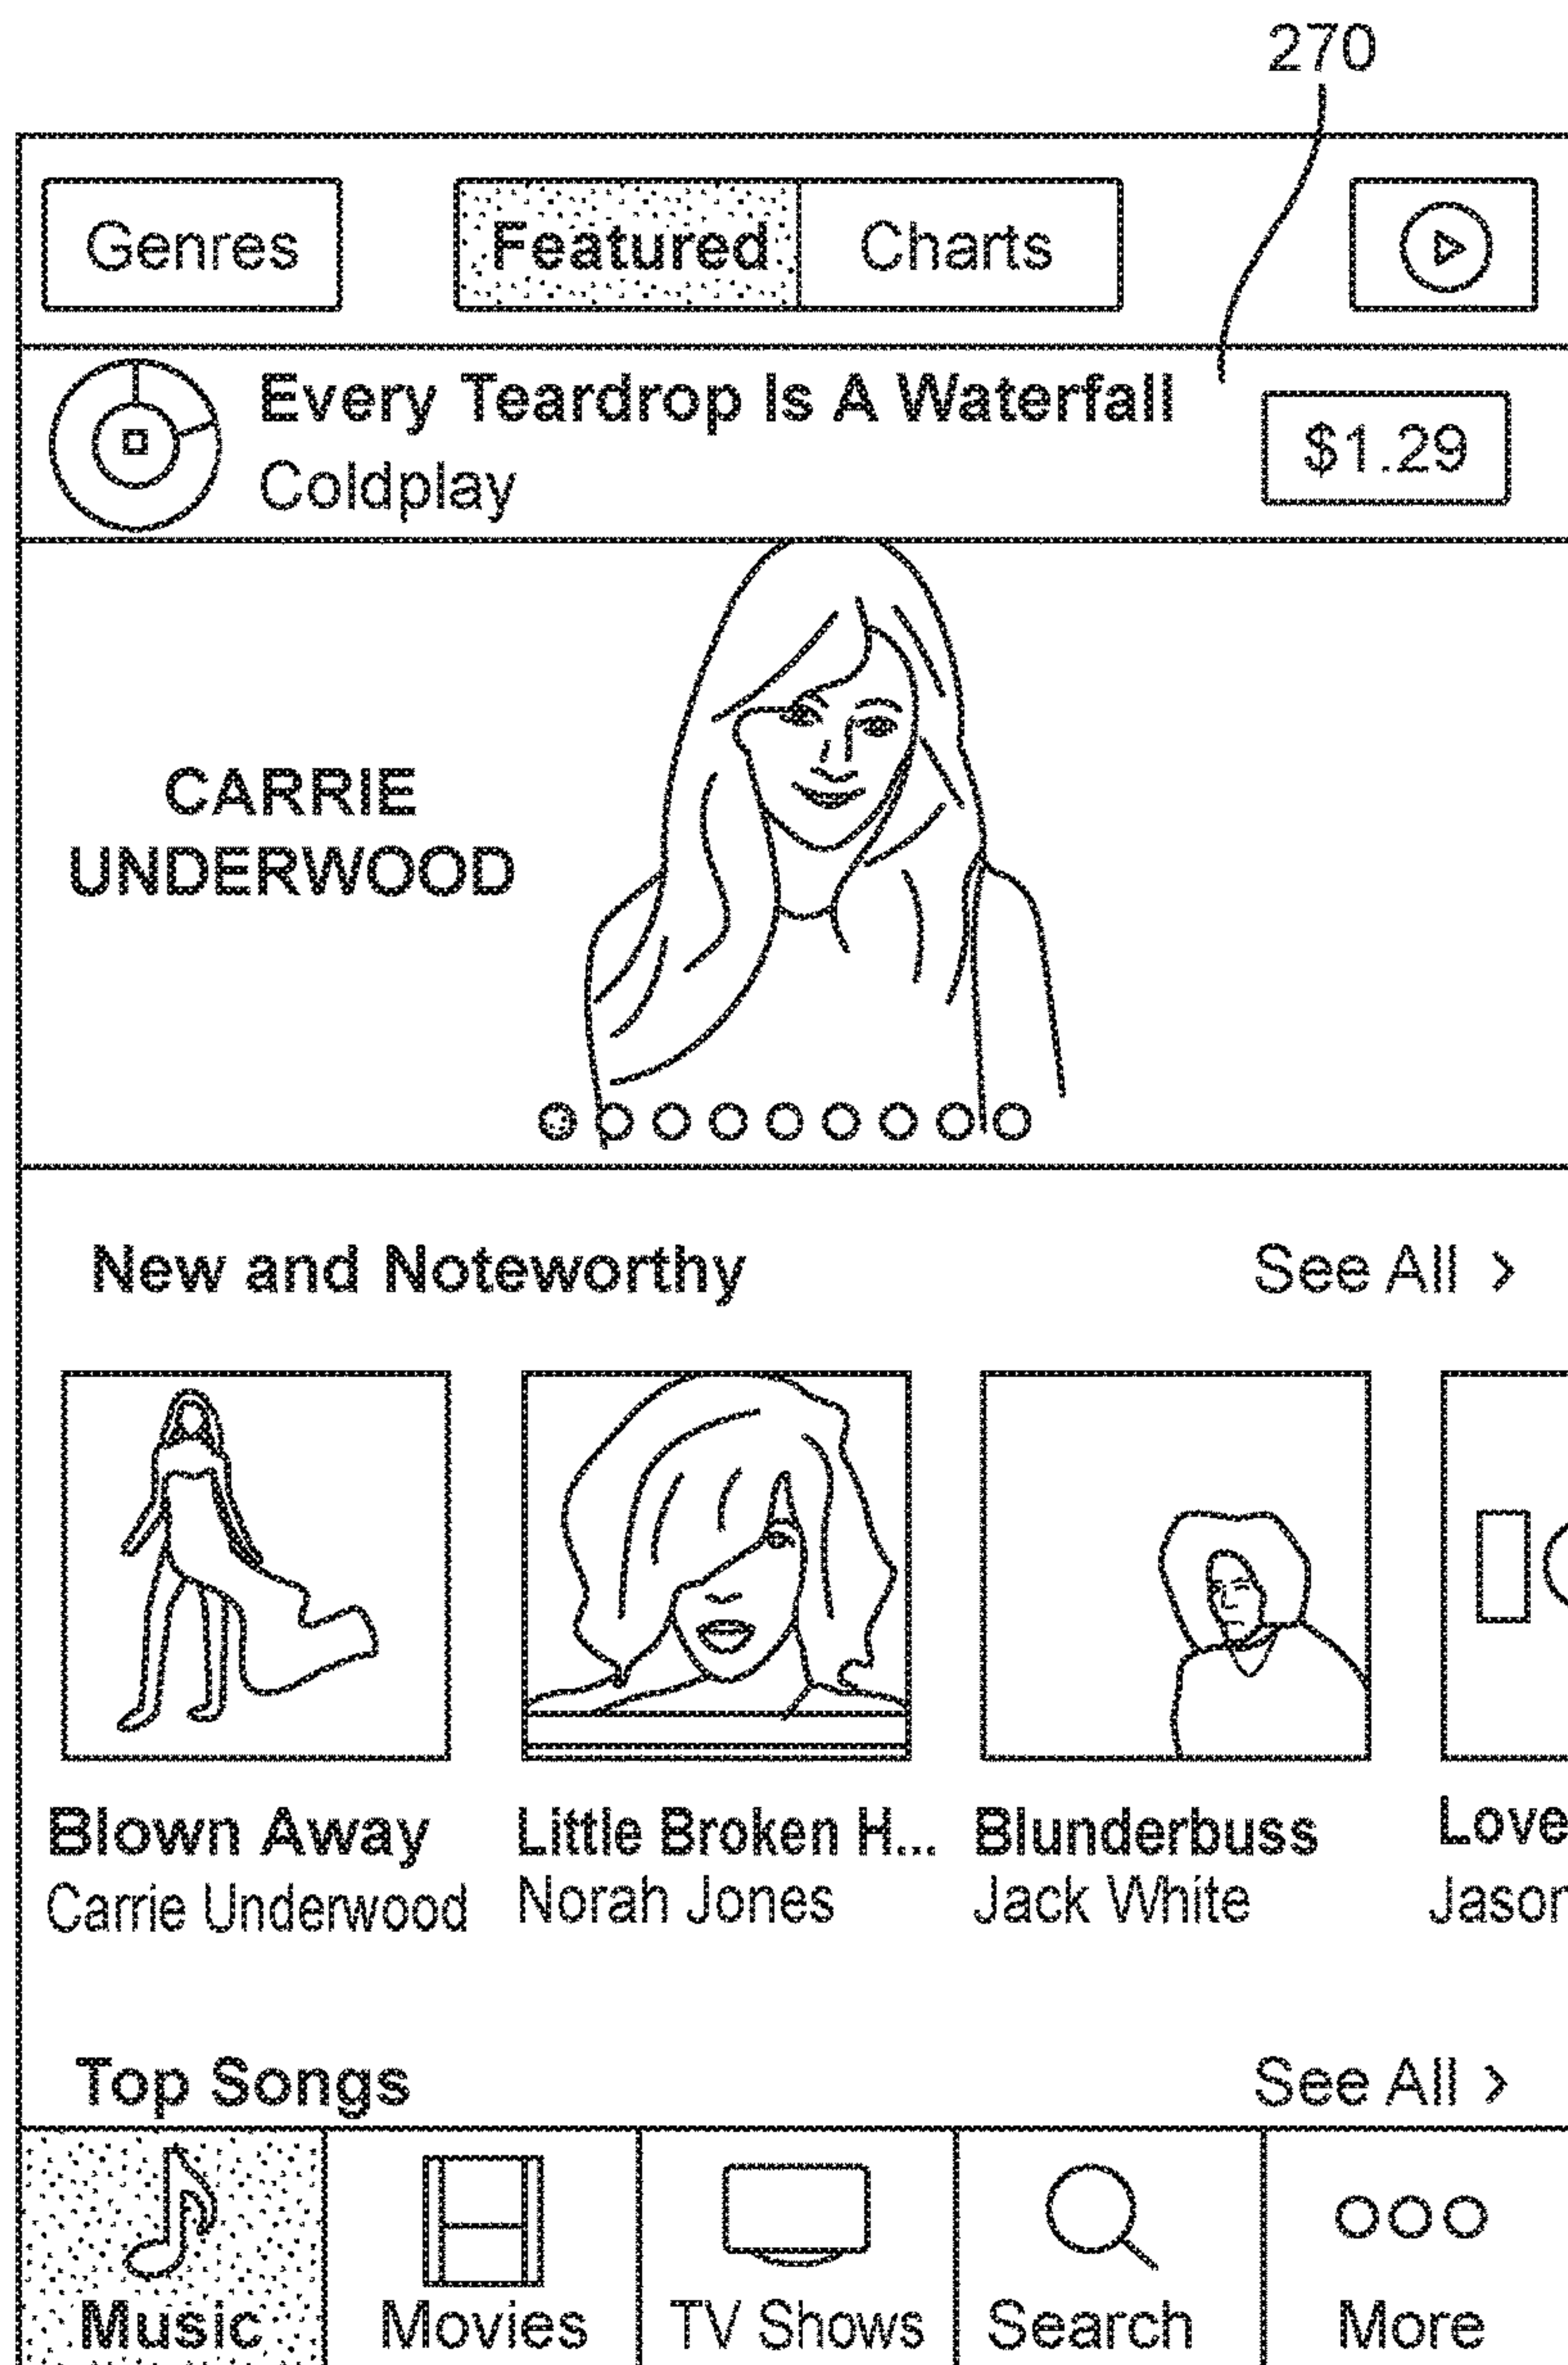 270
Genres Featured Charts
Every Teardrop Is A Waterfall
Coldplay
$1.29
CARRIE
UNDERWOOD
New and Noteworthy See All >
Blown Away Little Broken H... Blunderbuss Love
Carrie Underwood Norah Jones Jack White Jason
Top Songs See All >
Music Movies TV Shows Search More